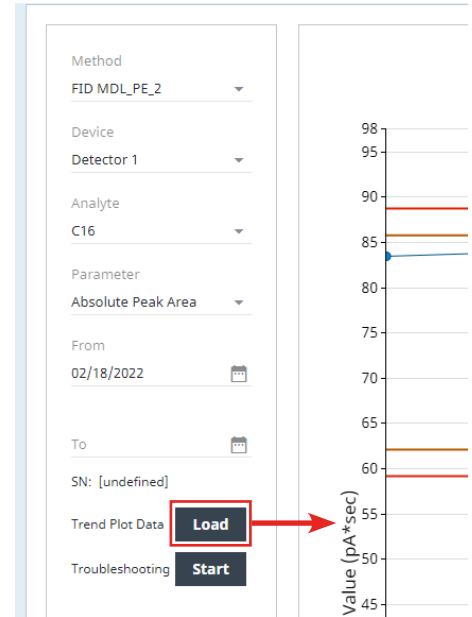 Method
FID MDL_PE_2
Device
Detector 1
Analyte
C16
Parameter
Absolute Peak Area
From
02/18/2022
To
SN: [undefined]
Trend Plot Data Load
Troubleshooting Start
98
95
90
85
80
75
70
65
60
55
50
45
Value (pA*sec)